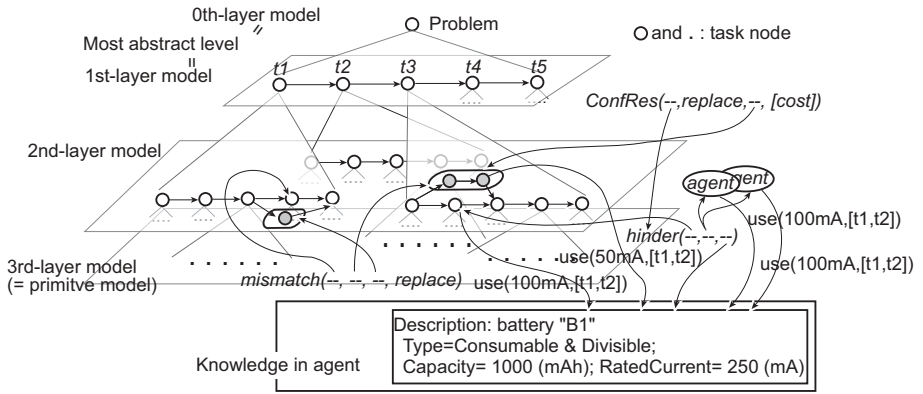 0th-layer model
Problem
O and . : task node
Most abstract level
1st-layer model
t1 t2 t3 t4 t5
ConfRes(--,replace,--, [cost])
2nd-layer model
agent
gent
use(100mA,[t1,t2])
hinder(--,--,--)
use(50mA,[t1,t2])
use(100mA,[t1,t2])
3rd-layer model
(= primitve model)
mismatch(--, --, --, replace)
use(100mA,[t1,t2])
Description: battery "B1"
Type=Consumable & Divisible;
Knowledge in agent
Capacity= 1000 (mAh); RatedCurrent= 250 (mA)